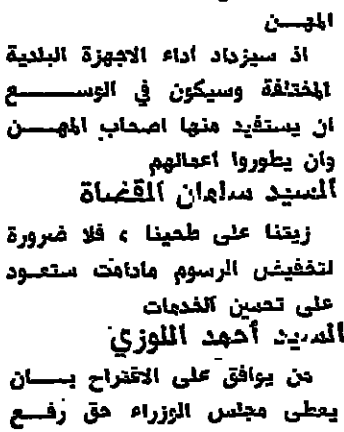 المهن
اذ سيزداد اداء الاجهزة البلدية
المختلفة وسيكون في الوسع
ان يستفيد منها اصحاب المهن
وان يطوروا اعمالهم
السيد سلمان القضاة
زيتنا على طحينا ، فلا ضرورة
لتخفيض الرسوم مادامت ستعود
على تحسين الخدمات
السيد أحمد اللوزي
من يوافق على الاقتراح بان
يعطى مجلس الوزراء حق رفع